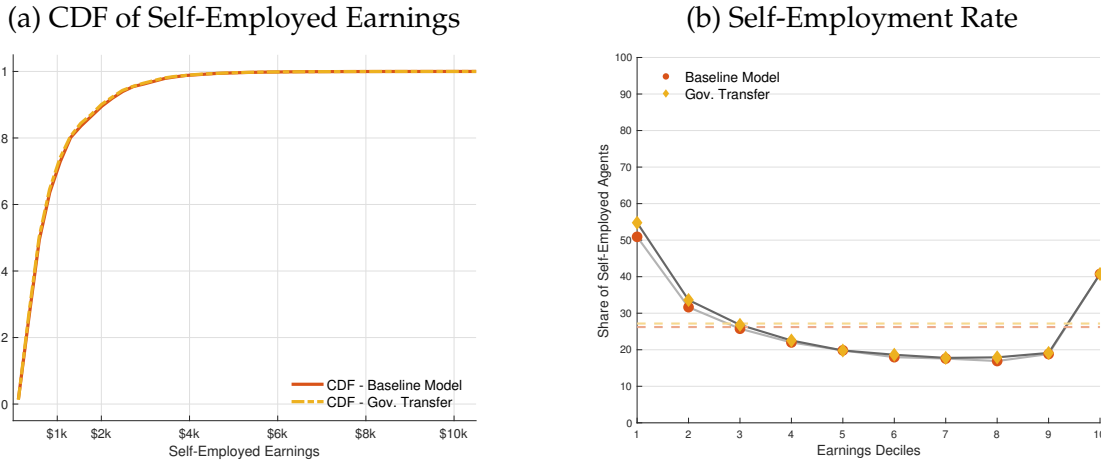 (a) CDF of Self-Employed Earnings
1
8
6
4
2
0
CDF - Baseline Model
CDF - Gov. Transfer
$1k $2k $4k $6k $8k $10k
Self-Employed Earnings
(b) Self-Employment Rate
100
90
80
70
60
50
40
30
20
10
0
Share of Self-Employed Agents
Baseline Model
Gov. Transfer
1 2 3 4 5 6 7 8 9 10
Earnings Deciles